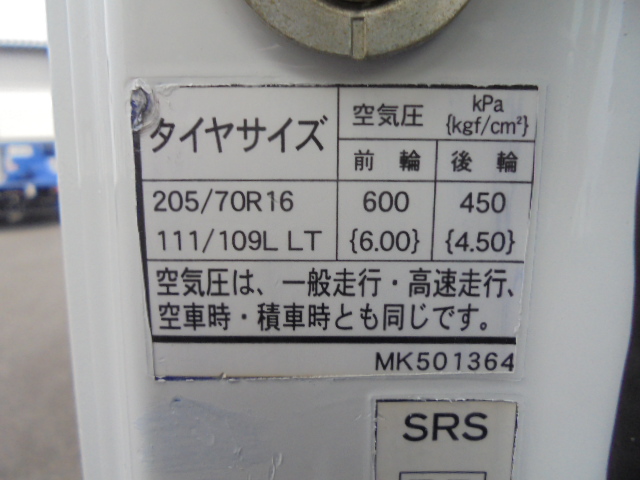 タイヤサイズ
空気圧 kPa {kgf/cm²}
前輪 後輪
205/70R16 600 450
111/109L LT {6.00} {4.50}
空気圧は、一般走行・高速走行、
空車時・積車時とも同じです。
MK501364
SRS